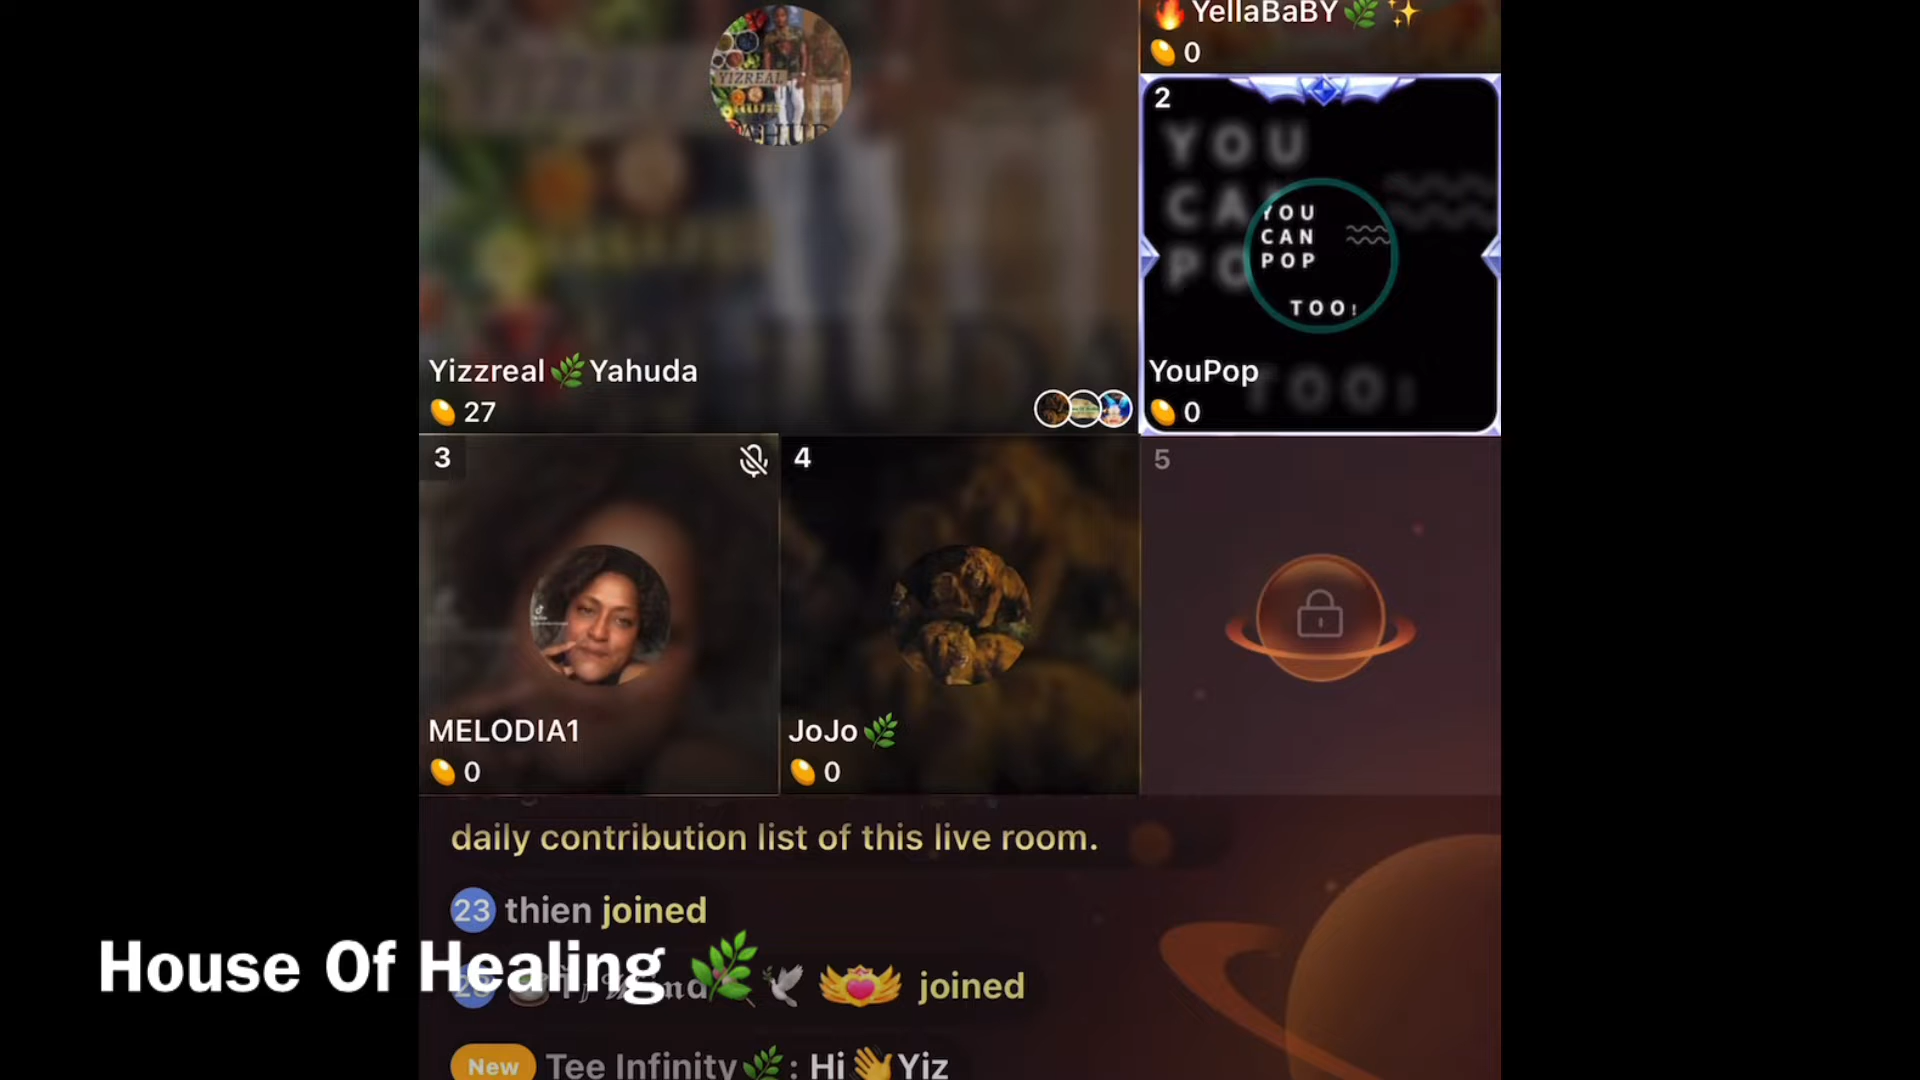 🔥 YellaBaBY🌿✨
0
YIZREAL
2
YOU
CAN
POP
TOO!
Yizzreal🌿Yahuda
27
YouPop
0
3
4
5
MELODIA1
0
JoJo🌿
0
daily contribution list of this live room.
23 thien joined
House Of Healing 🌿
joined
New Tee Infinity🌿: Hi👋Yiz